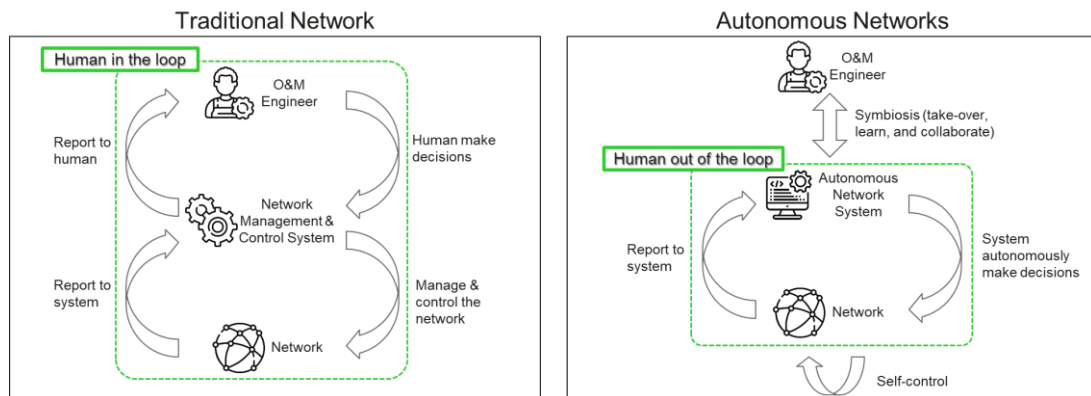 Traditional Network
Human in the loop
O&M
Engineer
Report to
human
Human make
decisions
Network
Management &
Control System
Report to
system
Manage &
control the
network
Network
Autonomous Networks
O&M
Engineer
Symbiosis (take-over,
learn, and collaborate)
Human out of the loop
Autonomous
Network
System
</>
Report to
system
System
autonomously
make decisions
Network
Self-control